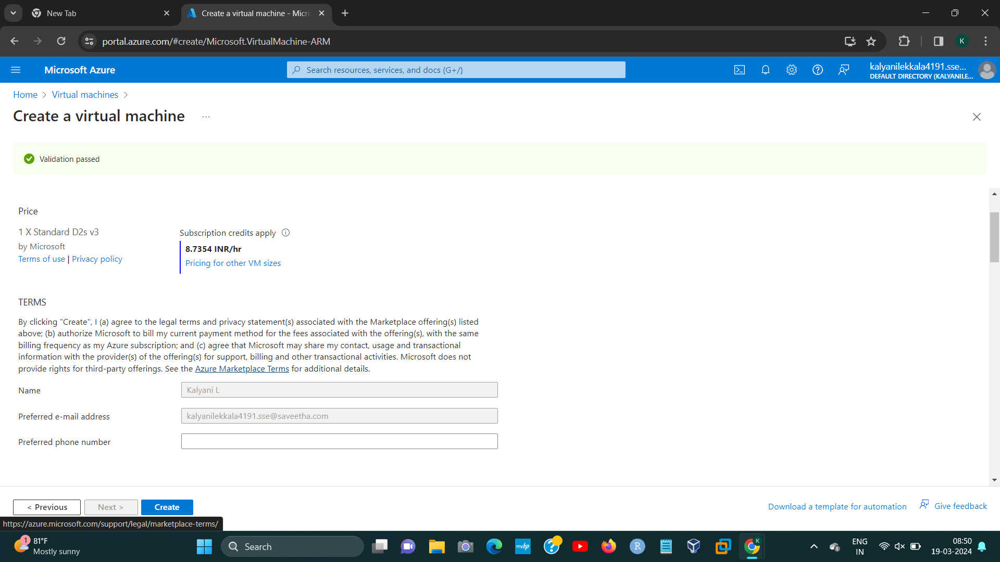 New Tab
Create a virtual machine - Micro
portal.azure.com/#create/Microsoft.VirtualMachine-ARM
K
Microsoft Azure
Search resources, services, and docs (G+/)
kalyanilekkala4191.sse...
DEFAULT DIRECTORY (KALYANILE...
Home > Virtual machines >
Create a virtual machine ...
Validation passed
Price
1 X Standard D2s v3
by Microsoft
Terms of use | Privacy policy
Subscription credits apply
8.7354 INR/hr
Pricing for other VM sizes
TERMS
By clicking "Create", I (a) agree to the legal terms and privacy statement(s) associated with the Marketplace offering(s) listed
above; (b) authorize Microsoft to bill my current payment method for the fees associated with the offering(s), with the same
billing frequency as my Azure subscription; and (c) agree that Microsoft may share my contact, usage and transactional
information with the provider(s) of the offering(s) for support, billing and other transactional activities. Microsoft does not
provide rights for third-party offerings. See the Azure Marketplace Terms for additional details.
Name
Kalyani L
Preferred e-mail address
kalyanilekkala4191.sse@saveetha.com
Preferred phone number
< Previous
Next >
Create
Download a template for automation
Give feedback
https://azure.microsoft.com/support/legal/marketplace-terms/
1
81°F
Mostly sunny
Search
myhp
R
K
ENG
IN
08:50
19-03-2024